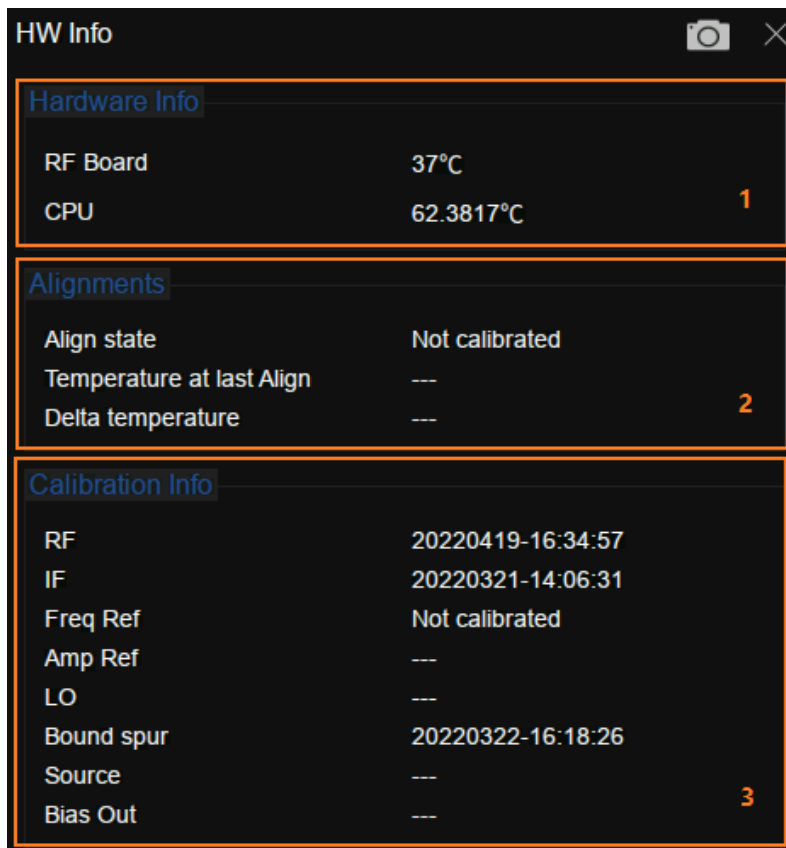 HW Info
Hardware Info
RF Board 37℃
CPU 62.3817℃
1
Alignments
Align state Not calibrated
Temperature at last Align ---
Delta temperature ---
2
Calibration Info
RF 20220419-16:34:57
IF 20220321-14:06:31
Freq Ref Not calibrated
Amp Ref ---
LO ---
Bound spur 20220322-16:18:26
Source ---
Bias Out ---
3